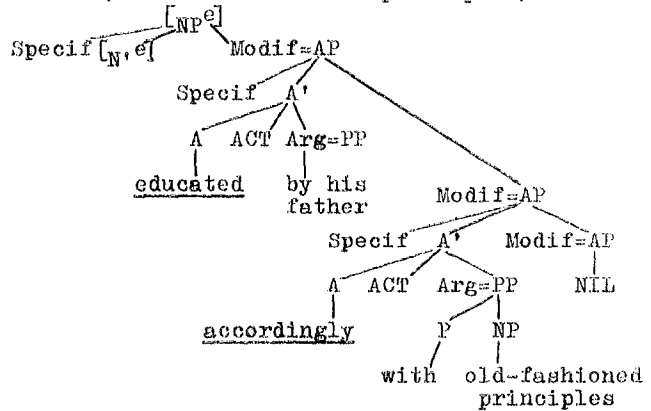 [NPe]
Specif [N'e] Modif=AP
Specif A'
A ACT Arg=PP
educated by his
father
Modif=AP
Specif A' Modif=AP
A ACT Arg=PP NIL
accordingly P NP
with old-fashioned
principles